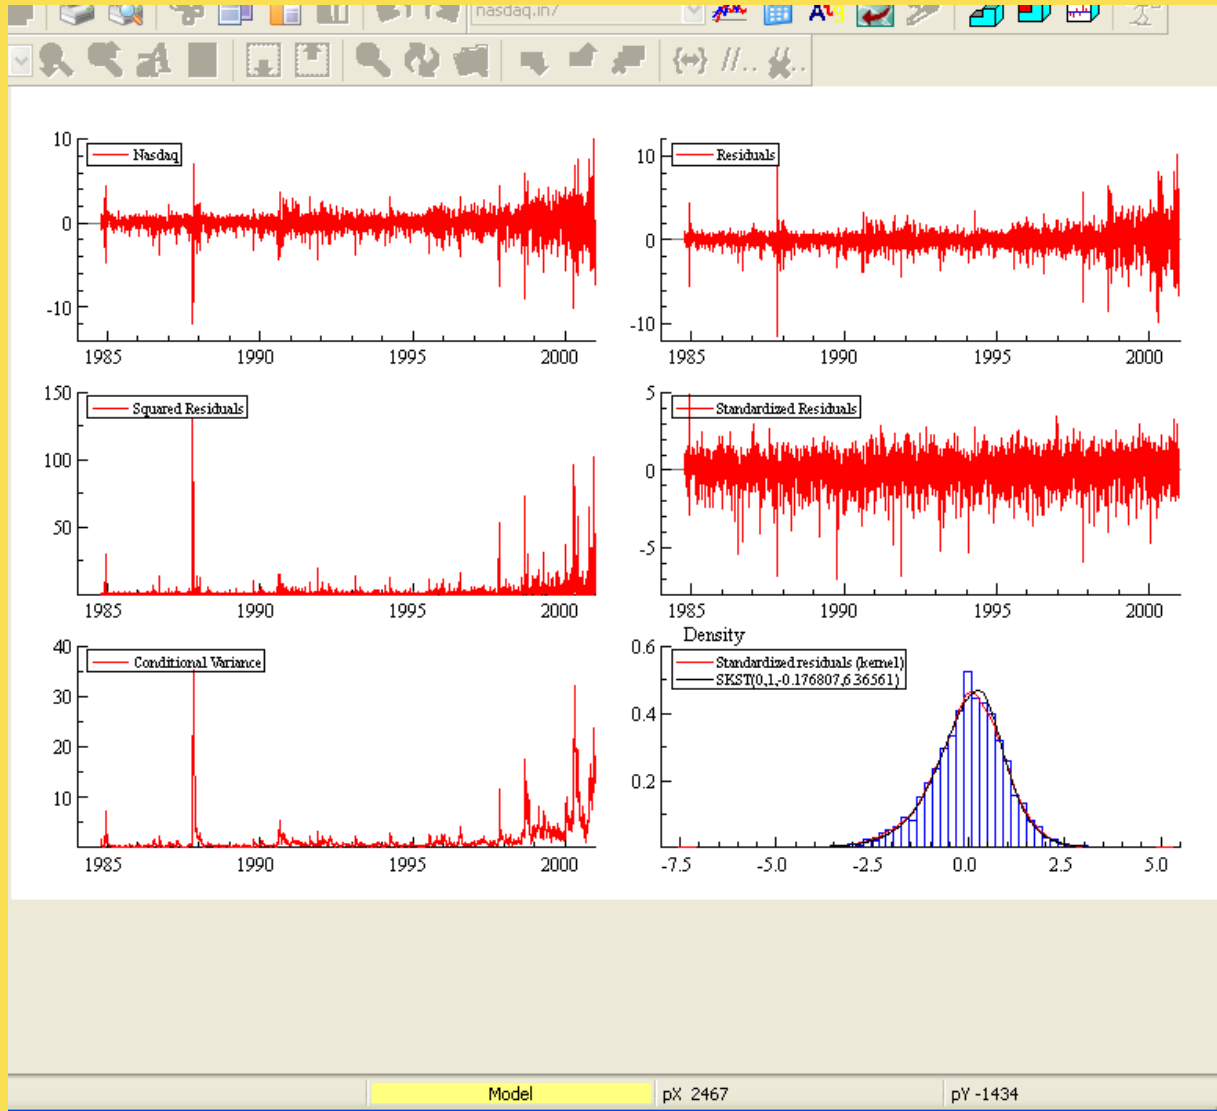 nasdaq.in7
10
0
-10
Nasdaq
1985 1990 1995 2000
10
0
-10
Residuals
1985 1990 1995 2000
150
100
50
Squared Residuals
1985 1990 1995 2000
5
0
-5
Standardized Residuals
1985 1990 1995 2000
40
30
20
10
Conditional Variance
1985 1990 1995 2000
Density
0.6
0.4
0.2
Standardized residuals (kernel)
SKST(0,1,-0.176807,6.36561)
-7.5 -5.0 -2.5 0.0 2.5 5.0
Model pX 2467 pY -1434